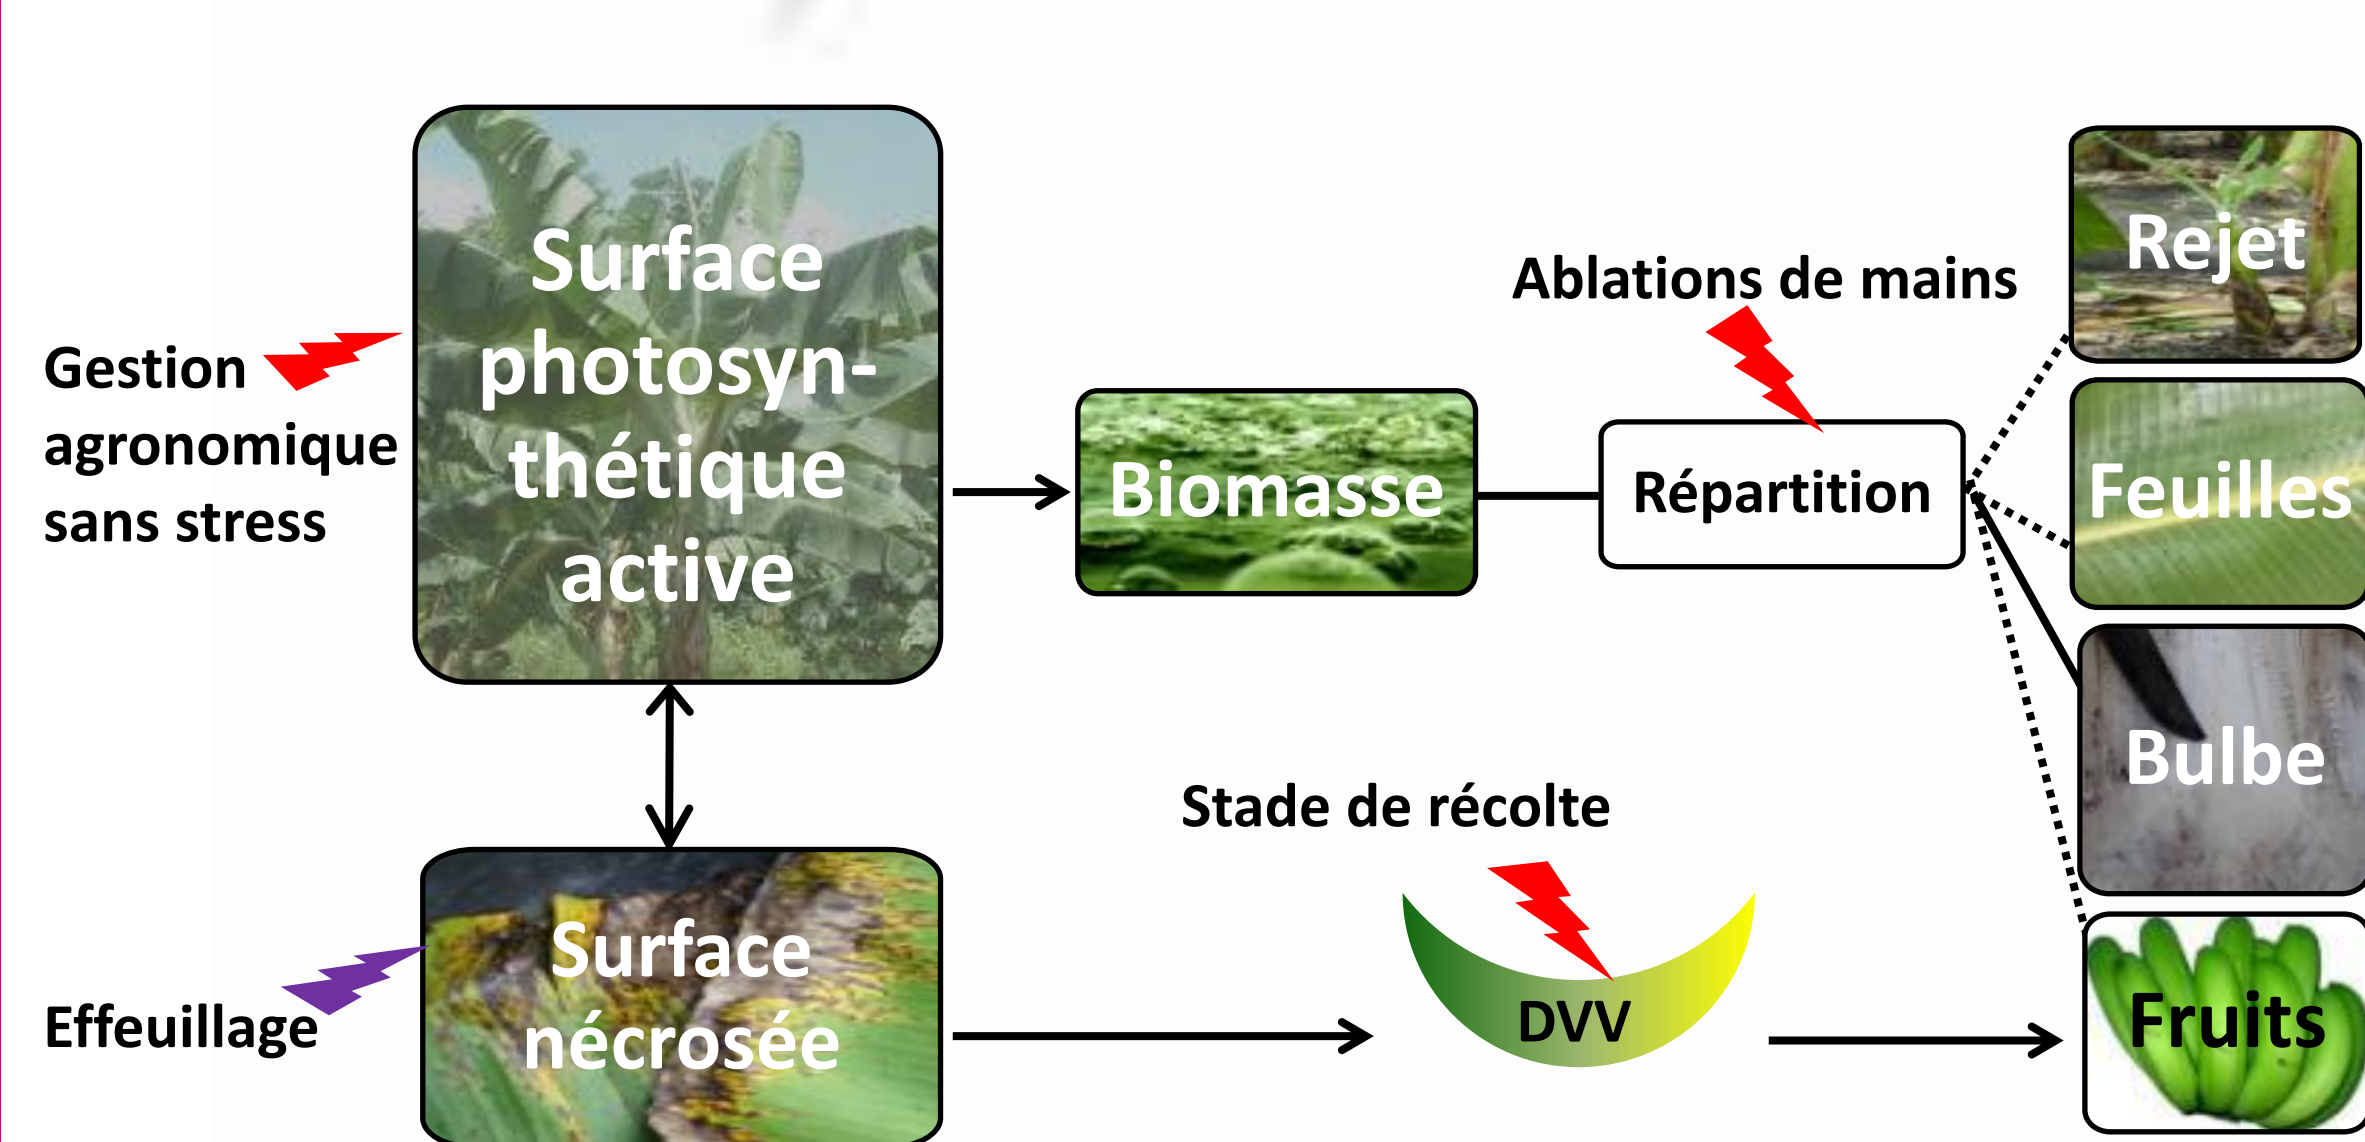 Surface
photosyn-
thétique
active
Gestion
agronomique
sans stress
Biomasse
Ablations de mains
Répartition
Rejet
Feuilles
Bulbe
Fruits
Stade de récolte
DVV
Surface
nécrosée
Effeuillage